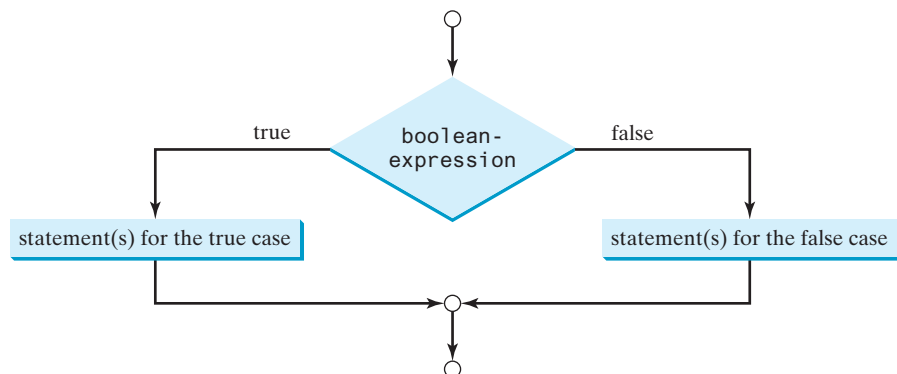 true
boolean-
expression
false
statement(s) for the true case
statement(s) for the false case